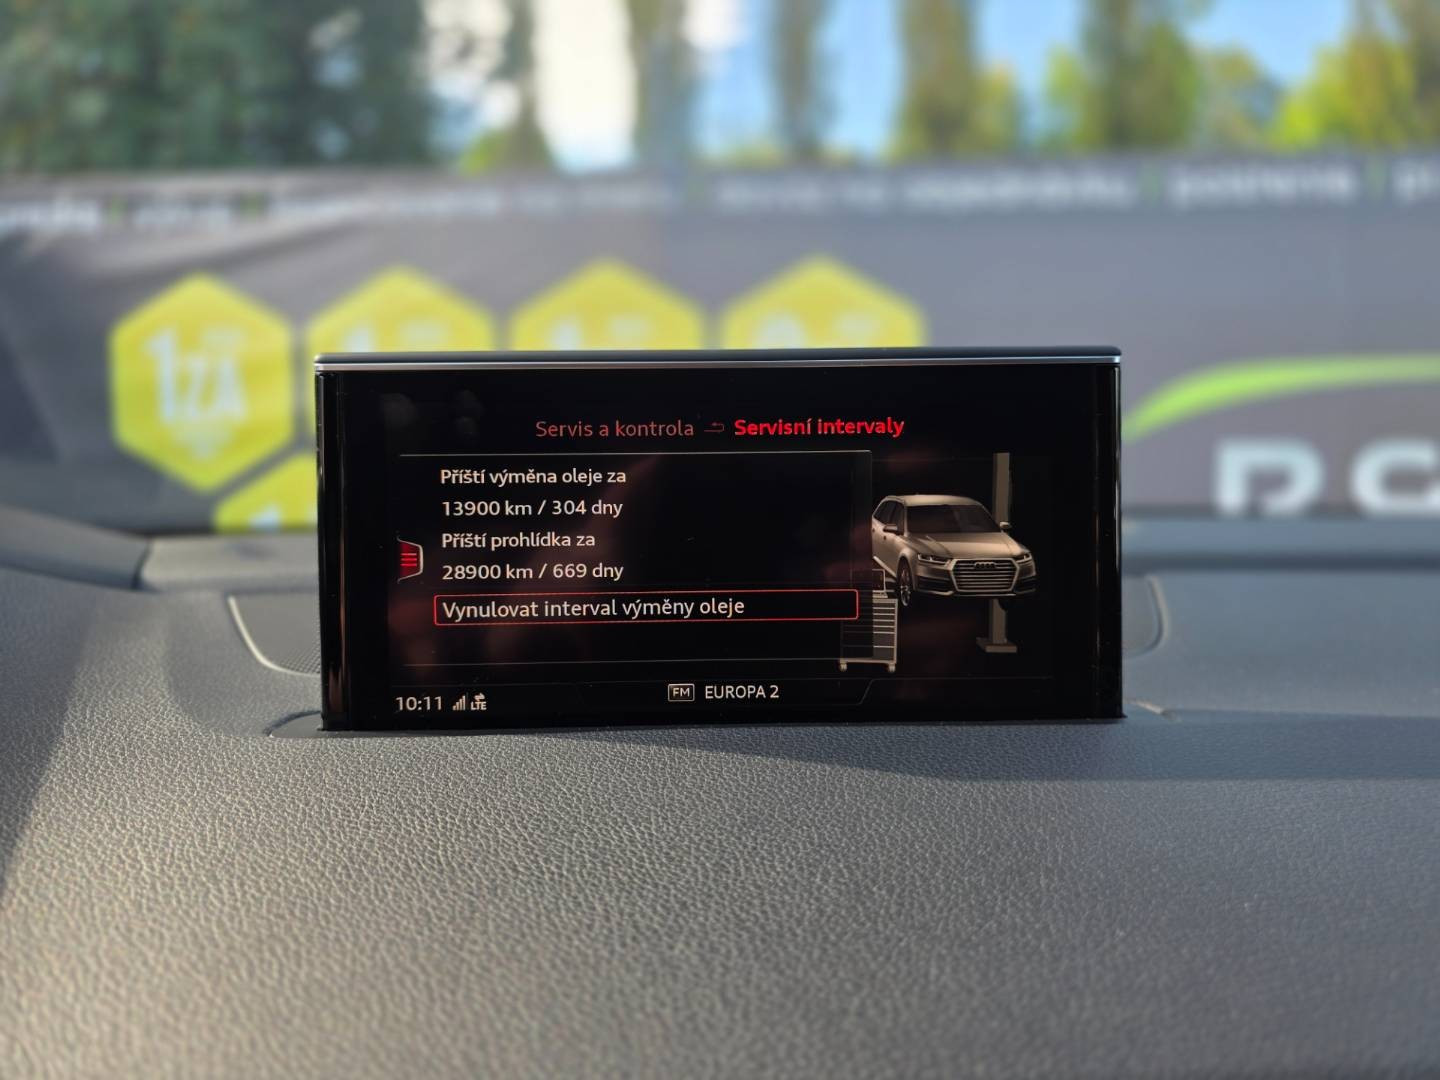 Servis a kontrola Servisní intervaly
Příští výměna oleje za
13900 km / 304 dny
Příští prohlídka za
28900 km / 669 dny
Vynulovat interval výměny oleje
10:11 LTE FM EUROPA 2